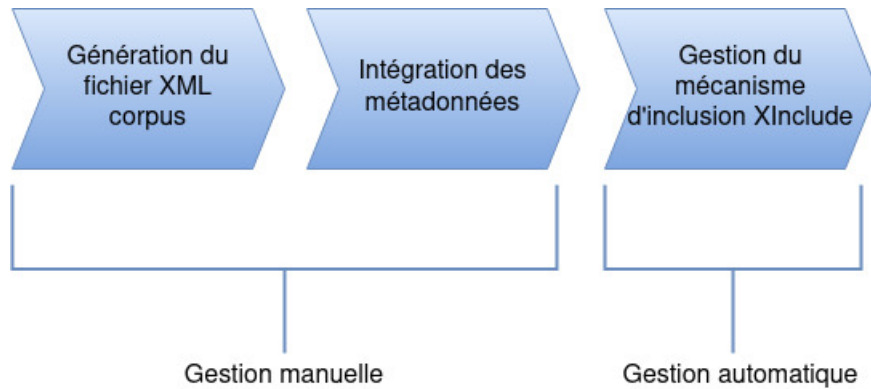 Génération du
fichier XML
corpus
Intégration des
métadonnées
Gestion du
mécanisme
d'inclusion XInclude
Gestion manuelle
Gestion automatique